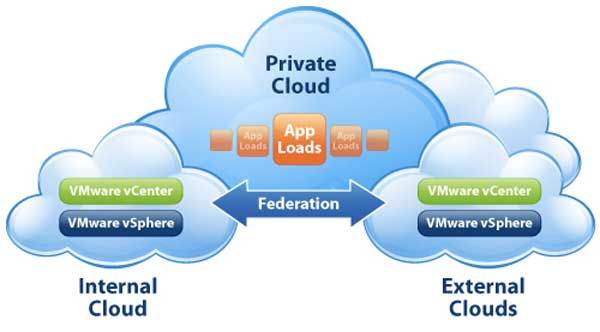 Private
Cloud
App
Loads
App
Loads
App
Loads
VMware vCenter
VMware vSphere
Federation
VMware vCenter
VMware vSphere
Internal
Cloud
External
Clouds